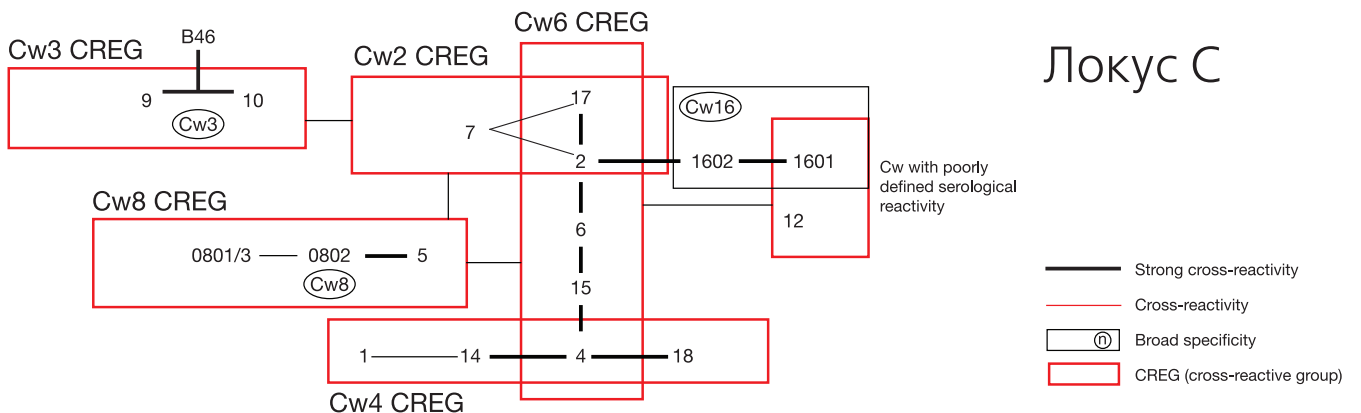 Cw6 CREG
B46
Cw3 CREG
Cw2 CREG
Локус C
9
10
Cw3
17
7
Cw16
2
1602
1601
Cw with poorly
defined serological
reactivity
Cw8 CREG
12
6
0801/3
0802
5
Cw8
15
1
14
4
18
Cw4 CREG
Strong cross-reactivity
Cross-reactivity
n Broad specificity
CREG (cross-reactive group)